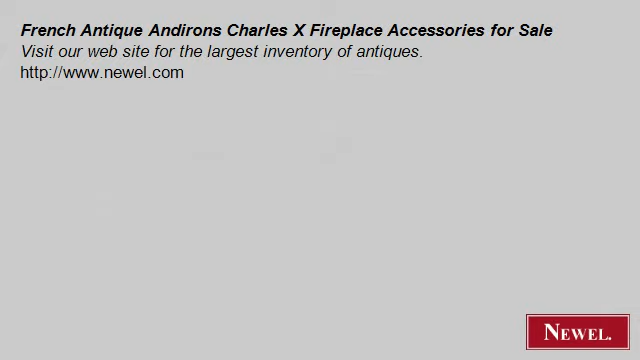 French Antique Andirons Charles X Fireplace Accessories for Sale
Visit our web site for the largest inventory of antiques.
http://www.newel.com
NEWEL.